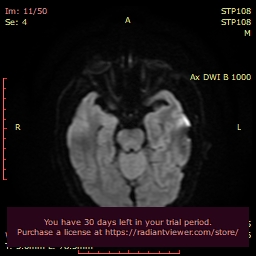 Im: 11/50
STP108
Se: 4
STP108
M
A
Ax DWI B 1000
R
L
You have 30 days left in your trial period.
Purchase a license at https://radiantviewer.com/store/